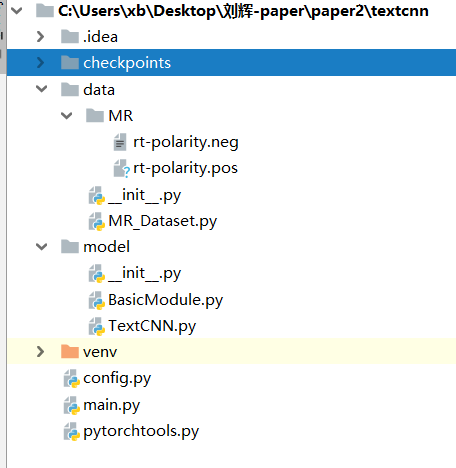 C:\Users\xb\Desktop\刘辉-paper\paper2\textcnn
.idea
checkpoints
data
MR
rt-polarity.neg
rt-polarity.pos
__init__.py
MR_Dataset.py
model
__init__.py
BasicModule.py
TextCNN.py
venv
config.py
main.py
pytorchtools.py